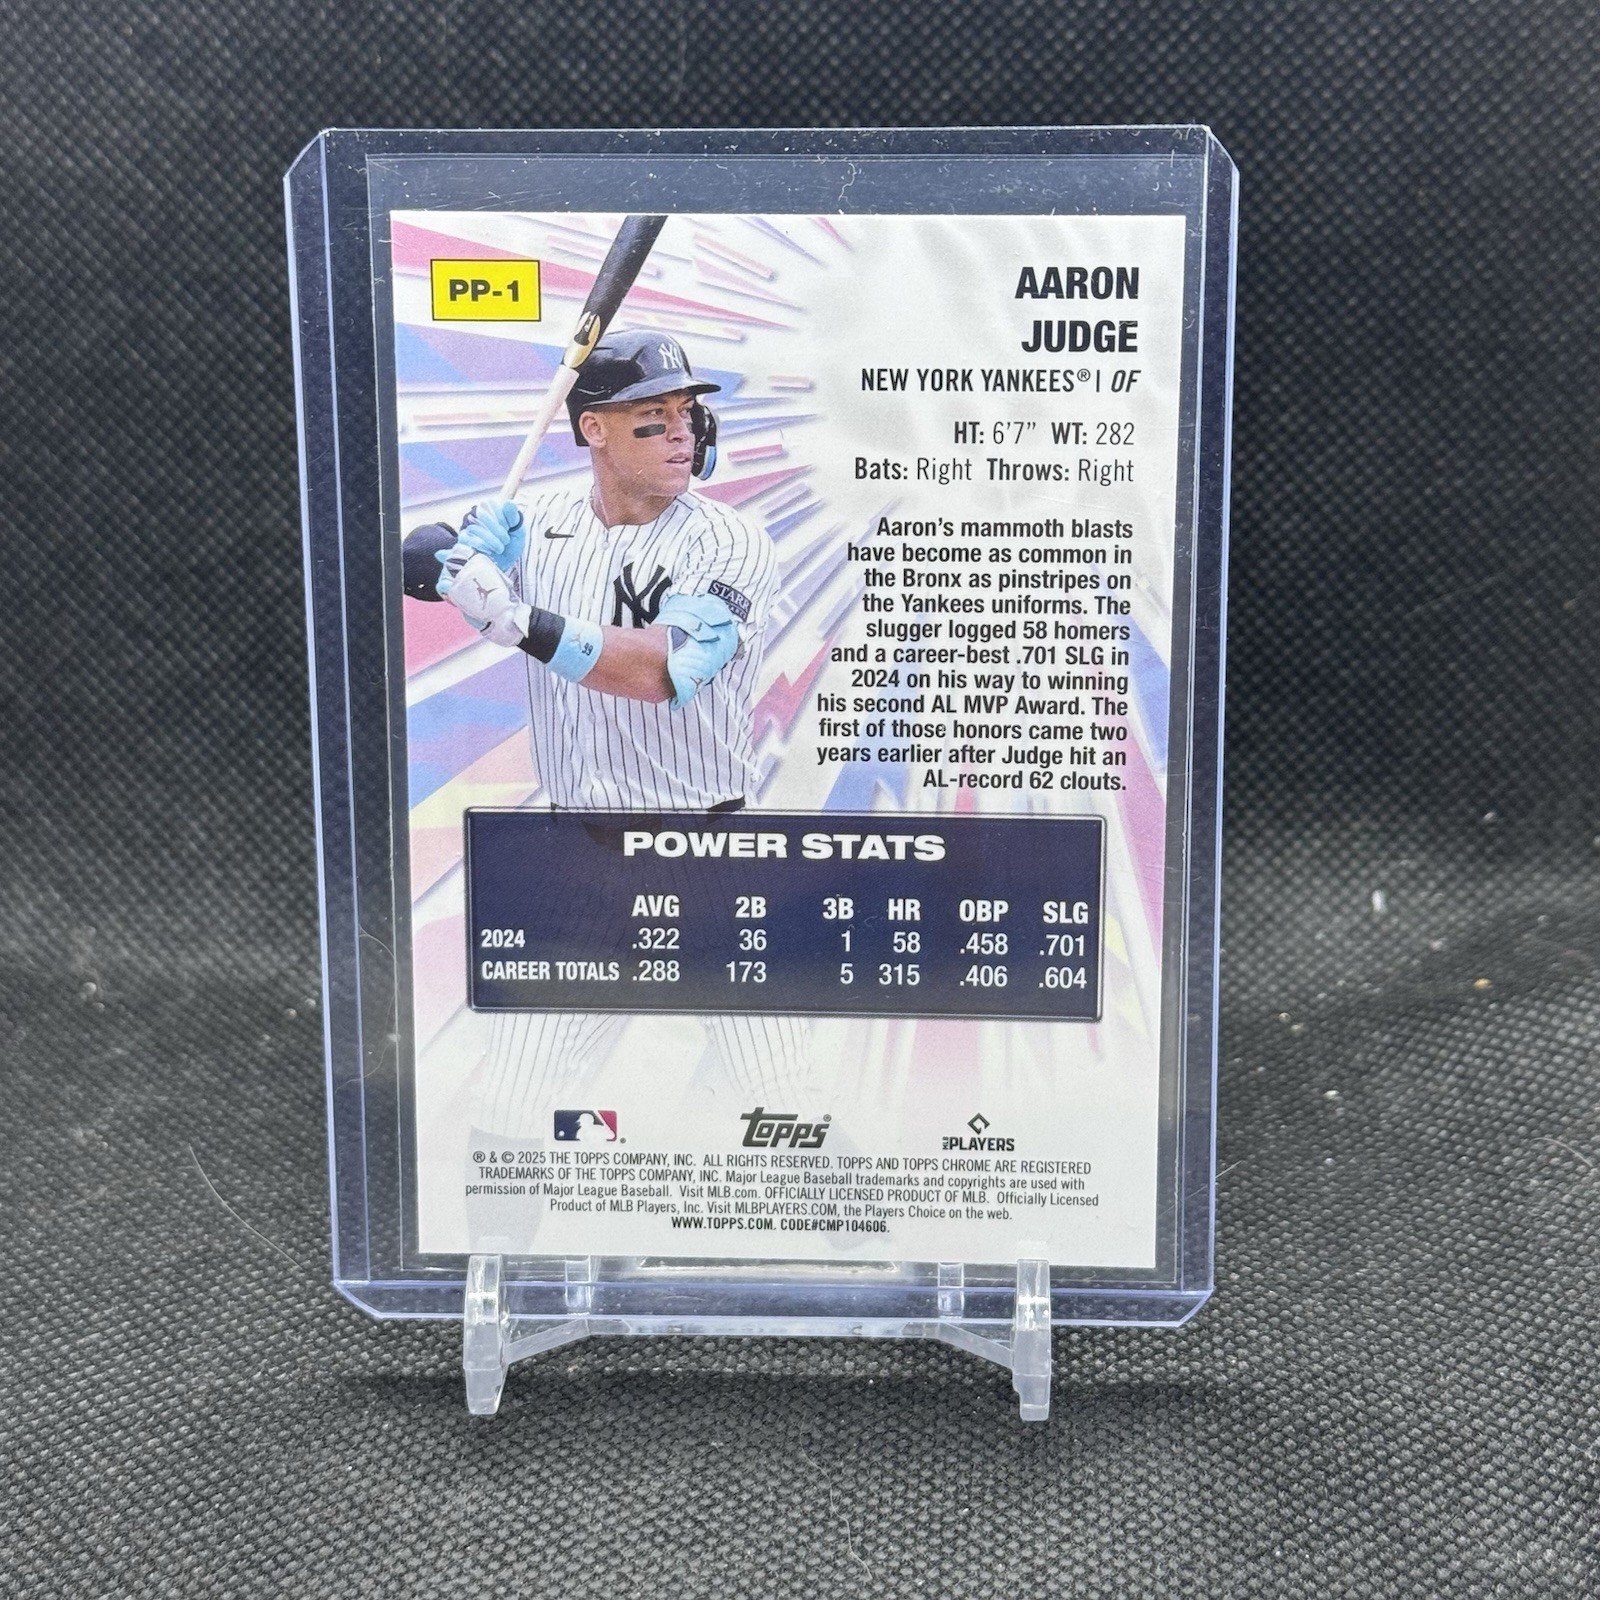 PP-1
AARON
JUDGE
NEW YORK YANKEES® | OF
HT: 6'7" WT: 282
Bats: Right Throws: Right
Aaron's mammoth blasts
have become as common in
the Bronx as pinstripes on
the Yankees uniforms. The
slugger logged 58 homers
and a career-best .701 SLG in
2024 on his way to winning
his second AL MVP Award. The
first of those honors came two
years earlier after Judge hit an
AL-record 62 clouts.
NY
NY
STARR
99
POWER STATS
AVG 2B 3B HR OBP SLG
2024 .322 36 1 58 .458 .701
CAREER TOTALS .288 173 5 315 .406 .604
Topps®
MLB PLAYERS
® & © 2025 THE TOPPS COMPANY, INC. ALL RIGHTS RESERVED. TOPPS AND TOPPS CHROME ARE REGISTERED
TRADEMARKS OF THE TOPPS COMPANY, INC. Major League Baseball trademarks and copyrights are used with
permission of Major League Baseball. Visit MLB.com. OFFICIALLY LICENSED PRODUCT OF MLB. Officially Licensed
Product of MLB Players, Inc. Visit MLBPLAYERS.COM, the Players Choice on the web.
WWW.TOPPS.COM. CODE#CMP104606.